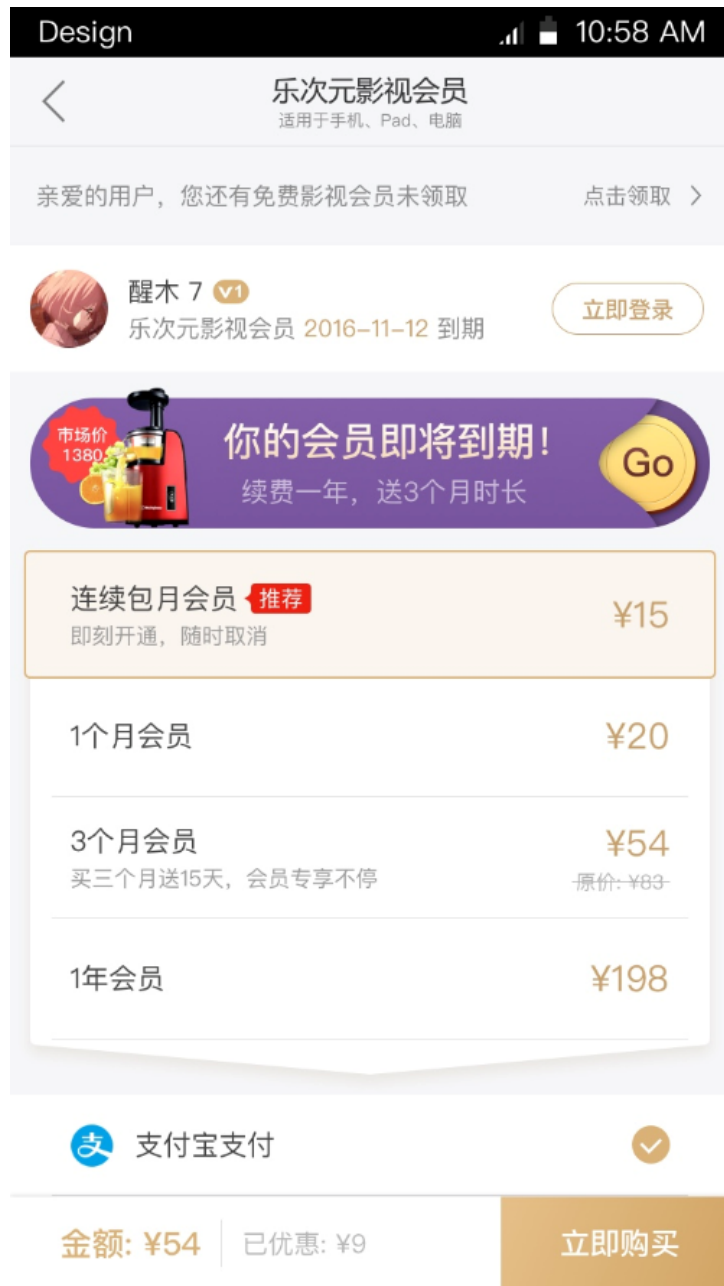 Design
10:58 AM
乐次元影视会员
适用于手机、Pad、电脑
亲爱的用户，您还有免费影视会员未领取 点击领取
醒木 7 V1
乐次元影视会员 2016-11-12 到期
立即登录
市场价
1380
你的会员即将到期！
续费一年，送3个月时长
Go
连续包月会员 推荐
即刻开通，随时取消
¥15
1个月会员 ¥20
3个月会员 ¥54
买三个月送15天，会员专享不停 原价: ¥83
1年会员 ¥198
支 支付宝支付
金额: ¥54 已优惠: ¥9 立即购买